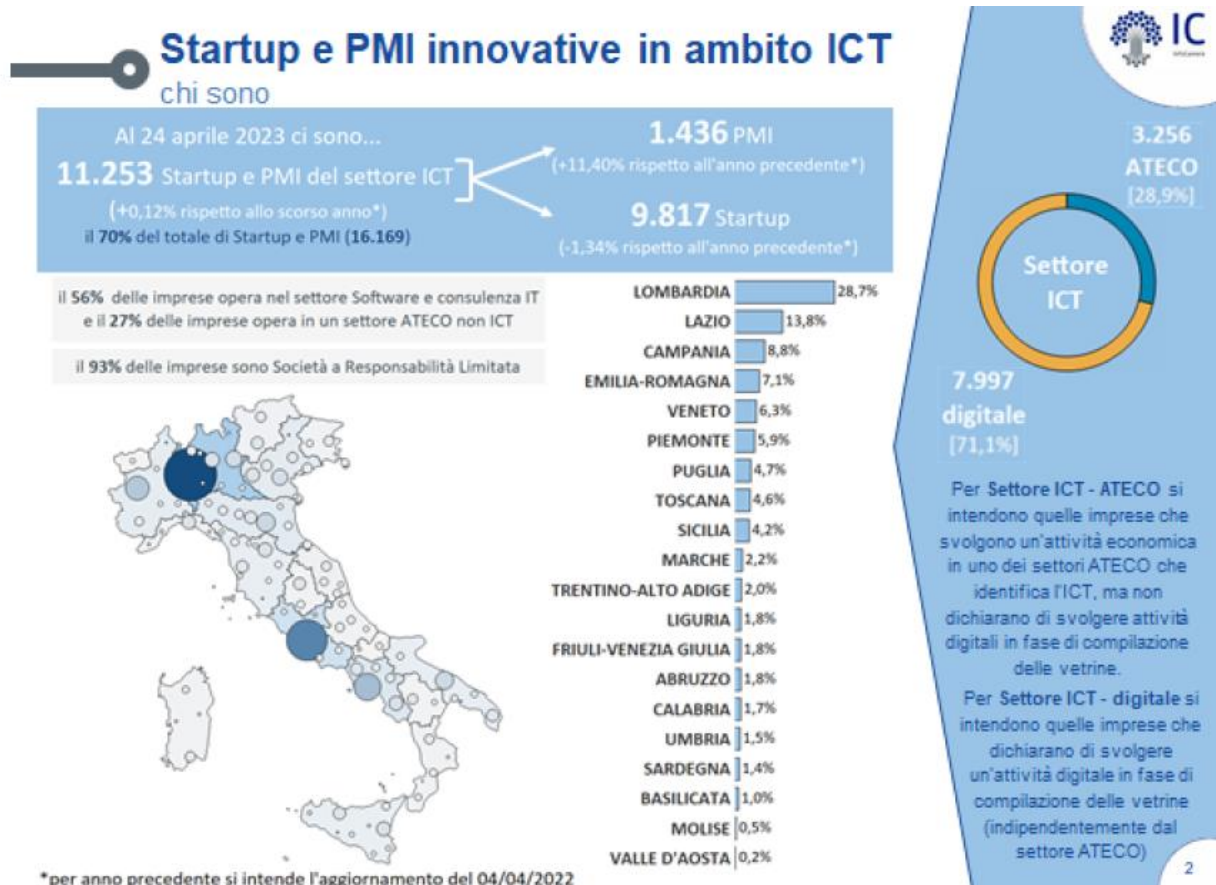 Startup e PMI innovative in ambito ICT
chi sono
IC
InfoCamere
Al 24 aprile 2023 ci sono...
11.253 Startup e PMI del settore ICT
(+0,12% rispetto allo scorso anno*)
il 70% del totale di Startup e PMI (16.169)
1.436 PMI
(+11,40% rispetto all'anno precedente*)
9.817 Startup
(-1,34% rispetto all'anno precedente*)
il 56% delle imprese opera nel settore Software e consulenza IT
e il 27% delle imprese opera in un settore ATECO non ICT
il 93% delle imprese sono Società a Responsabilità Limitata
LOMBARDIA 28,7%
LAZIO 13,8%
CAMPANIA 8,8%
EMILIA-ROMAGNA 7,1%
VENETO 6,3%
PIEMONTE 5,9%
PUGLIA 4,7%
TOSCANA 4,6%
SICILIA 4,2%
MARCHE 2,2%
TRENTINO-ALTO ADIGE 2,0%
LIGURIA 1,8%
FRIULI-VENEZIA GIULIA 1,8%
ABRUZZO 1,8%
CALABRIA 1,7%
UMBRIA 1,5%
SARDEGNA 1,4%
BASILICATA 1,0%
MOLISE 0,5%
VALLE D'AOSTA 0,2%
*per anno precedente si intende l'aggiornamento del 04/04/2022
3.256
ATECO
[28,9%]
Settore
ICT
7.997
digitale
[71,1%]
Per Settore ICT - ATECO si
intendono quelle imprese che
svolgono un'attività economica
in uno dei settori ATECO che
identifica l'ICT, ma non
dichiarano di svolgere attività
digitali in fase di compilazione
delle vetrine.
Per Settore ICT - digitale si
intendono quelle imprese che
dichiarano di svolgere
un'attività digitale in fase di
compilazione delle vetrine
(indipendentemente dal
settore ATECO)
2